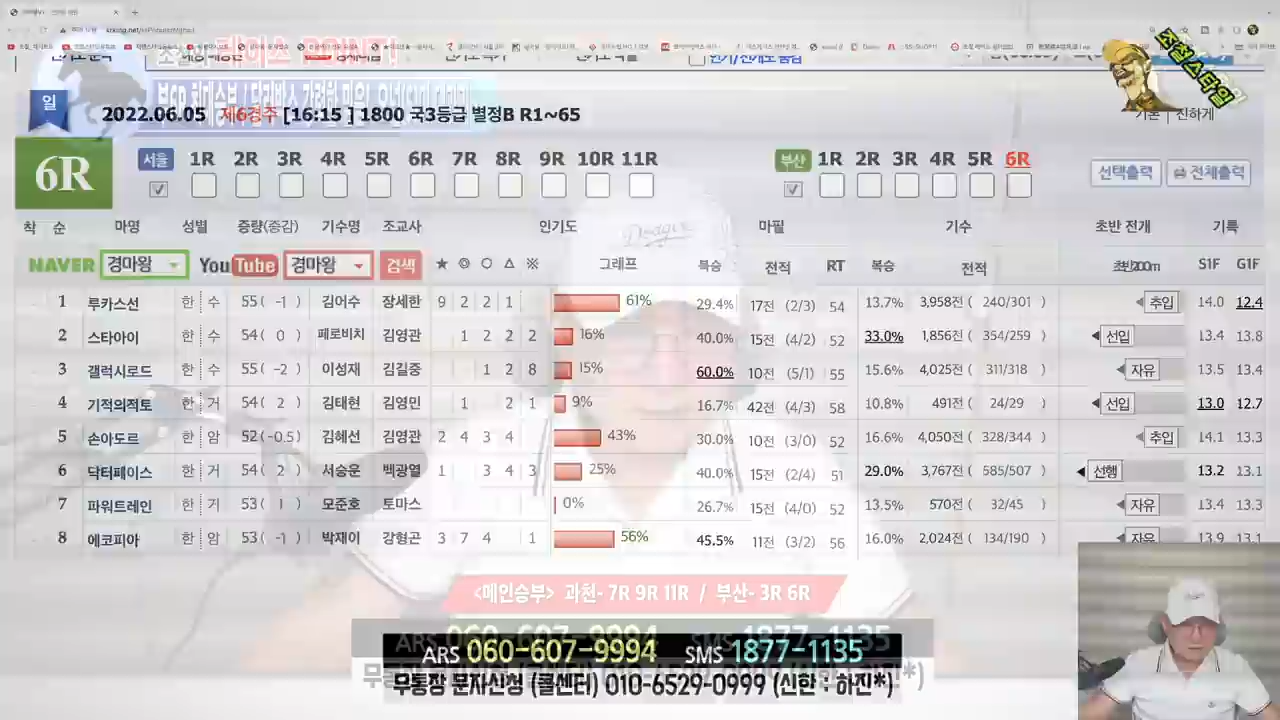 조철스타일
일
2022.06.05 제6경주 [16:15] 1800 국3등급 별정B R1~65
기본 | 진하게
6R
서울 1R 2R 3R 4R 5R 6R 7R 8R 9R 10R 11R
부산 1R 2R 3R 4R 5R 6R
선택출력 전체출력
착 순 마명 성별 중량(증감) 기수명 조교사 인기도 마필 기수 초반 전개 기록
NAVER 경마왕 YouTube 경마왕 검색 ★ ◎ ○ △ ※ 그래프 복승 전적 RT 복승 전적 S1F G1F
1 루카스선 한 수 55 ( -1 ) 김어수 장세한 9 2 2 1 61% 29.4% 17전 (2/3) 54 13.7% 3,958전 ( 240/301 ) 추입 14.0 12.4
2 스타아이 한 수 54 ( 0 ) 페로비치 김영관 1 2 2 2 16% 40.0% 15전 (4/2) 52 33.0% 1,856전 ( 354/259 ) 선입 13.4 13.8
3 갤럭시로드 한 수 55 ( -2 ) 이성재 김길중 1 2 8 15% 60.0% 10전 (5/1) 55 15.6% 4,025전 ( 311/318 ) 자유 13.5 13.4
4 기적의적토 한 거 54 ( 2 ) 김태현 김영민 1 2 1 9% 16.7% 42전 (4/3) 58 10.8% 491전 ( 24/29 ) 선입 13.0 12.7
5 손아도르 한 암 52 (-0.5) 김혜선 김영관 2 4 3 4 43% 30.0% 10전 (3/0) 52 16.6% 4,050전 ( 328/344 ) 추입 14.1 13.3
6 닥터페이스 한 거 54 ( 2 ) 서승운 백광열 1 3 4 3 25% 40.0% 15전 (2/4) 51 29.0% 3,767전 ( 585/507 ) 선행 13.2 13.1
7 파워트레인 한 거 53 ( 1 ) 모준호 토마스 0% 26.7% 15전 (4/0) 52 13.5% 570전 ( 32/45 ) 자유 13.4 13.3
8 에코피아 한 암 53 ( -1 ) 박재이 강형곤 3 7 4 1 56% 45.5% 11전 (3/2) 56 16.0% 2,024전 ( 134/190 ) 자유 13.9 13.1
<메인승부> 과천- 7R 9R 11R / 부산- 3R 6R
ARS 060-607-9994 SMS 1877-1135
무통장 문자신청 (콜센터) 010-6529-0999 (신한 : 하진*)